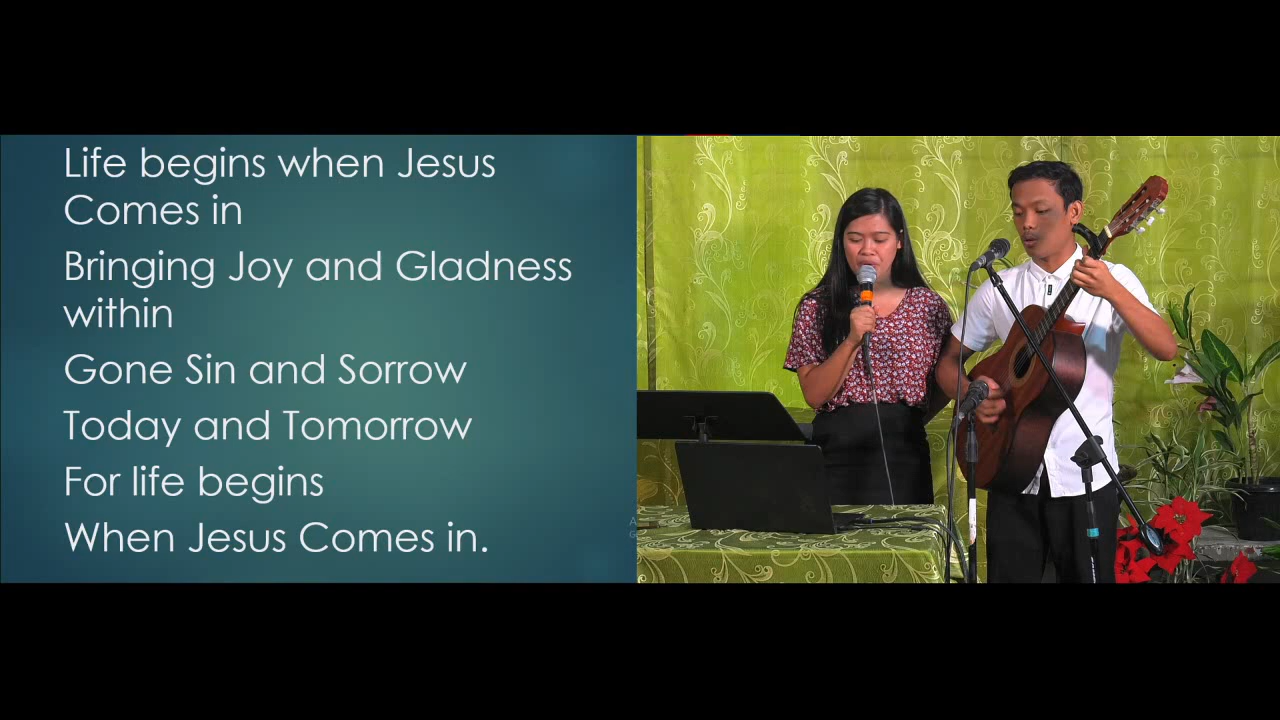 Life begins when Jesus
Comes in
Bringing Joy and Gladness
within
Gone Sin and Sorrow
Today and Tomorrow
For life begins
When Jesus Comes in.